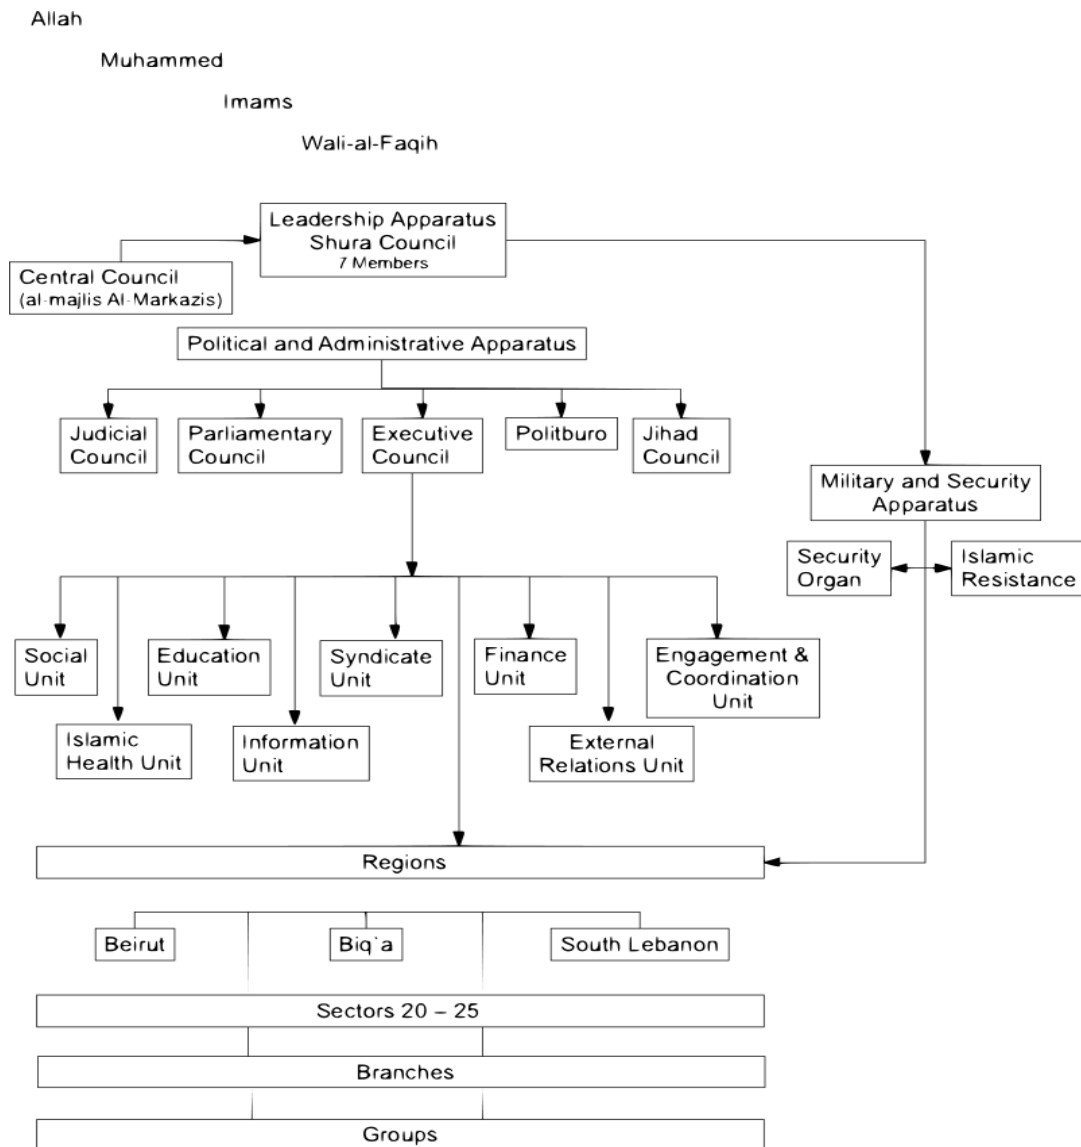 Allah
Muhammed
Imams
Wali-al-Faqih
Leadership Apparatus
Shura Council
7 Members
Central Council
(al-majlis Al-Markazis)
Political and Administrative Apparatus
Judicial
Council
Parliamentary
Council
Executive
Council
Politburo
Jihad
Council
Military and Security
Apparatus
Security
Organ
Islamic
Resistance
Social
Unit
Education
Unit
Syndicate
Unit
Finance
Unit
Engagement &
Coordination
Unit
Islamic
Health Unit
Information
Unit
External
Relations Unit
Regions
Beirut
Biq`a
South Lebanon
Sectors 20 – 25
Branches
Groups